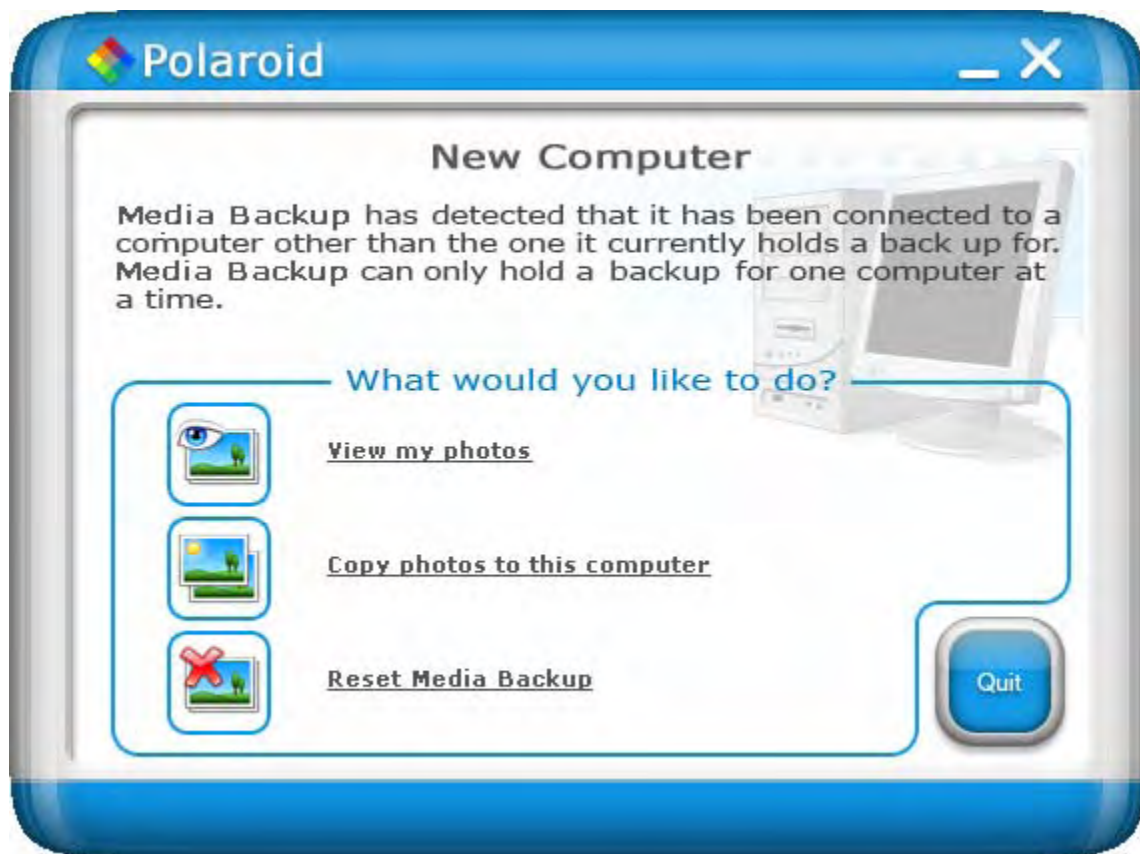 Polaroid
New Computer
Media Backup has detected that it has been connected to a
computer other than the one it currently holds a back up for.
Media Backup can only hold a backup for one computer at
a time.
What would you like to do?
View my photos
Copy photos to this computer
Reset Media Backup
Quit